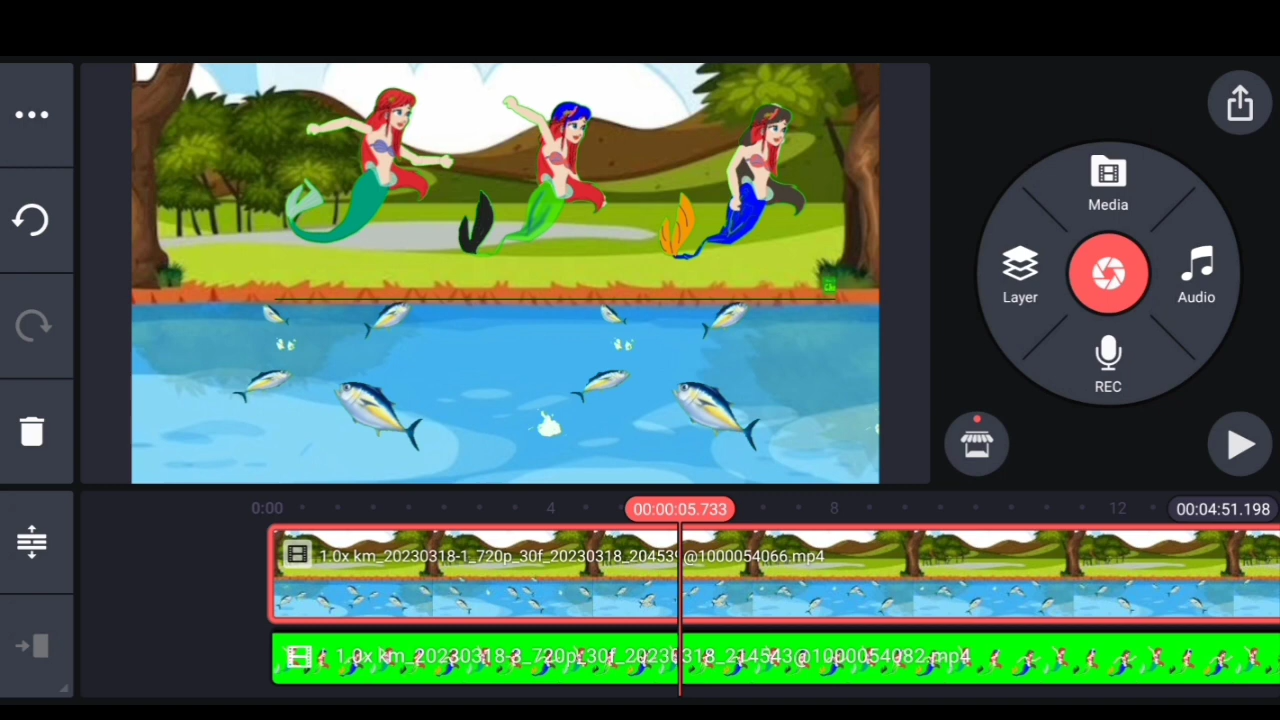 Media
Layer
Audio
REC
0:00
4
00:00:05.733
8
12
00:04:51.198
1.0x km_20230318-1_720p_30f_20230318_204539@1000054066.mp4
1.0x km_20230318-3_720p_30f_20230318_214543@1000054082.mp4